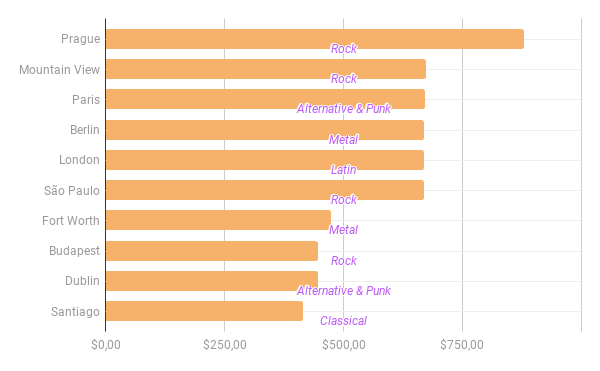 Prague
Rock
Mountain View
Rock
Paris
Alternative & Punk
Berlin
Metal
London
Latin
São Paulo
Rock
Fort Worth
Metal
Budapest
Rock
Dublin
Alternative & Punk
Santiago
Classical
$0,00 $250,00 $500,00 $750,00